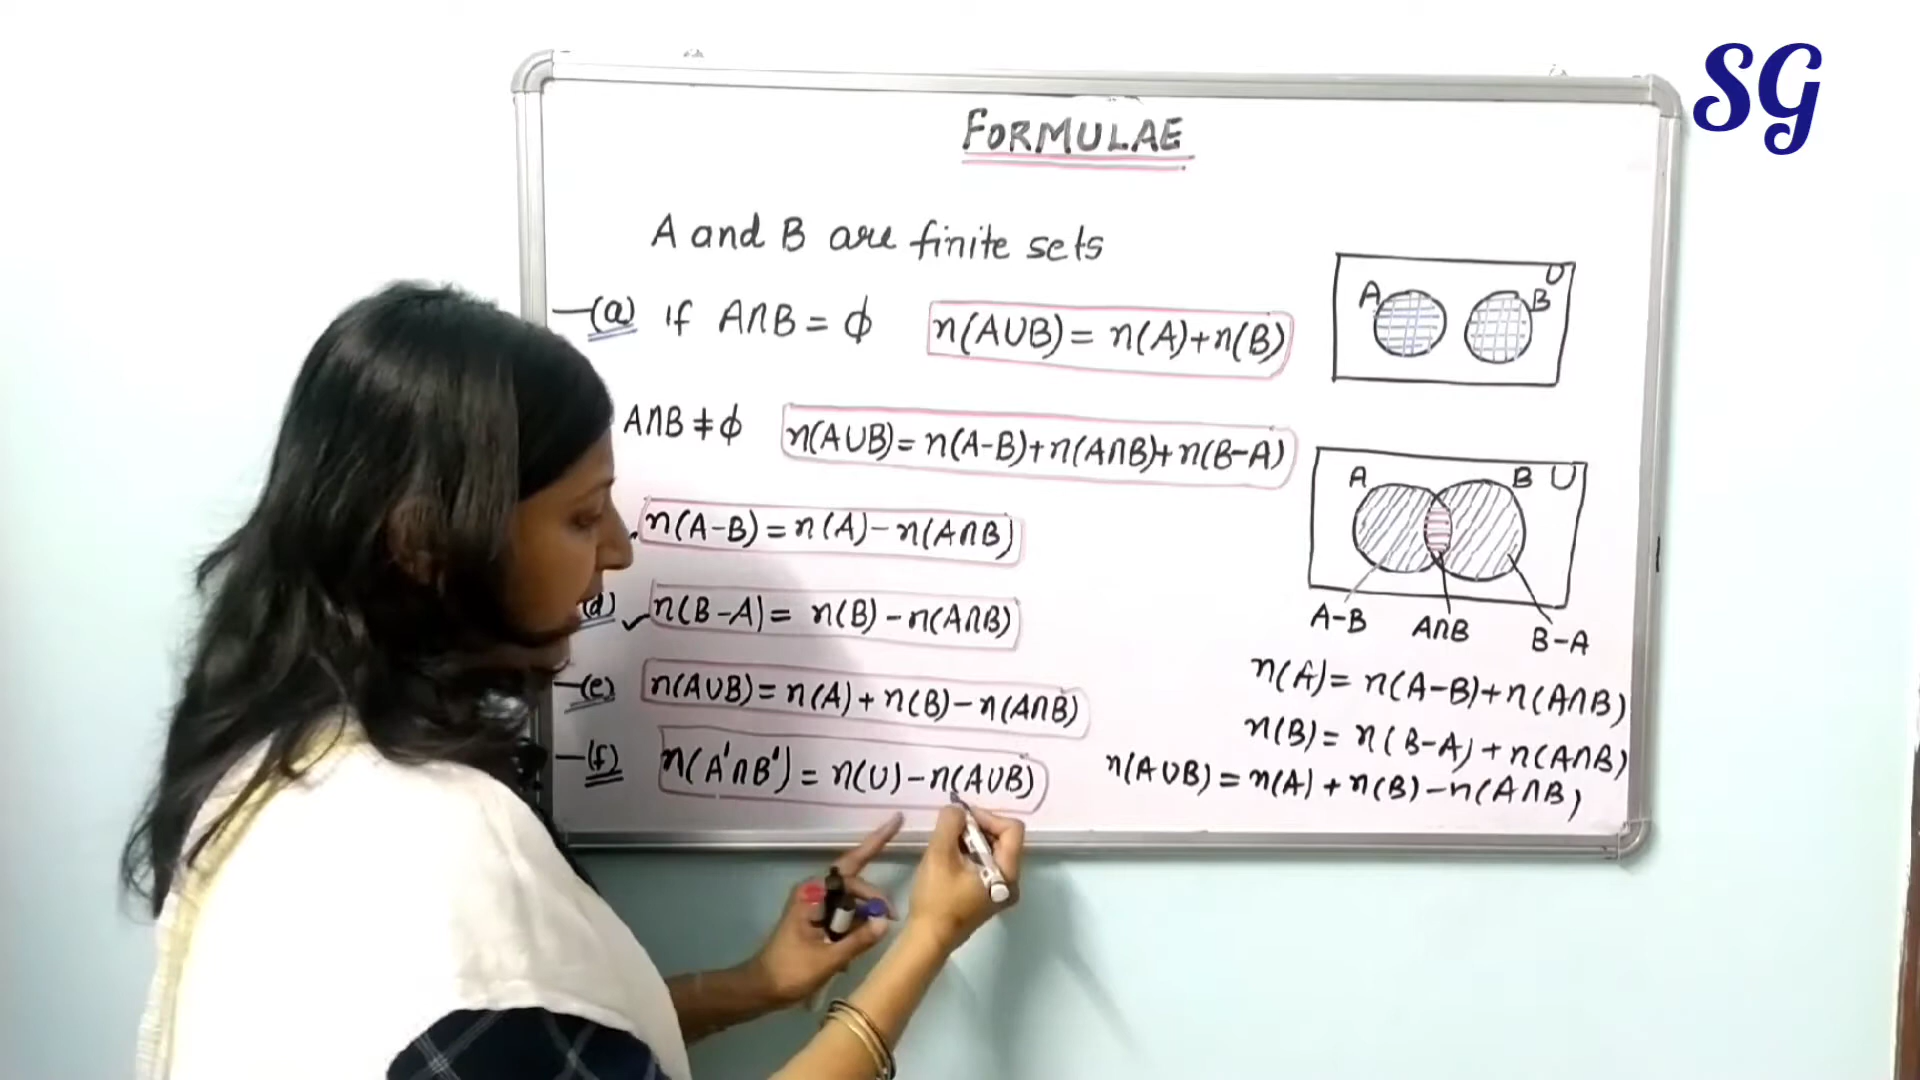 SG
FORMULAE
A and B are finite sets
(a) If A∩B = ϕ n(A∪B) = n(A)+n(B)
A∩B ≠ ϕ n(A∪B) = n(A-B)+n(A∩B)+n(B-A)
n(A-B) = n(A) - n(A∩B)
(d) n(B-A) = n(B) - n(A∩B)
(e) n(A∪B) = n(A) + n(B) - n(A∩B)
(f) n(A'∩B') = n(U) - n(A∪B)
A B U
A B U
A-B A∩B B-A
n(A) = n(A-B)+n(A∩B)
n(B) = n(B-A)+n(A∩B)
n(A∪B) = n(A) + n(B) - n(A∩B)